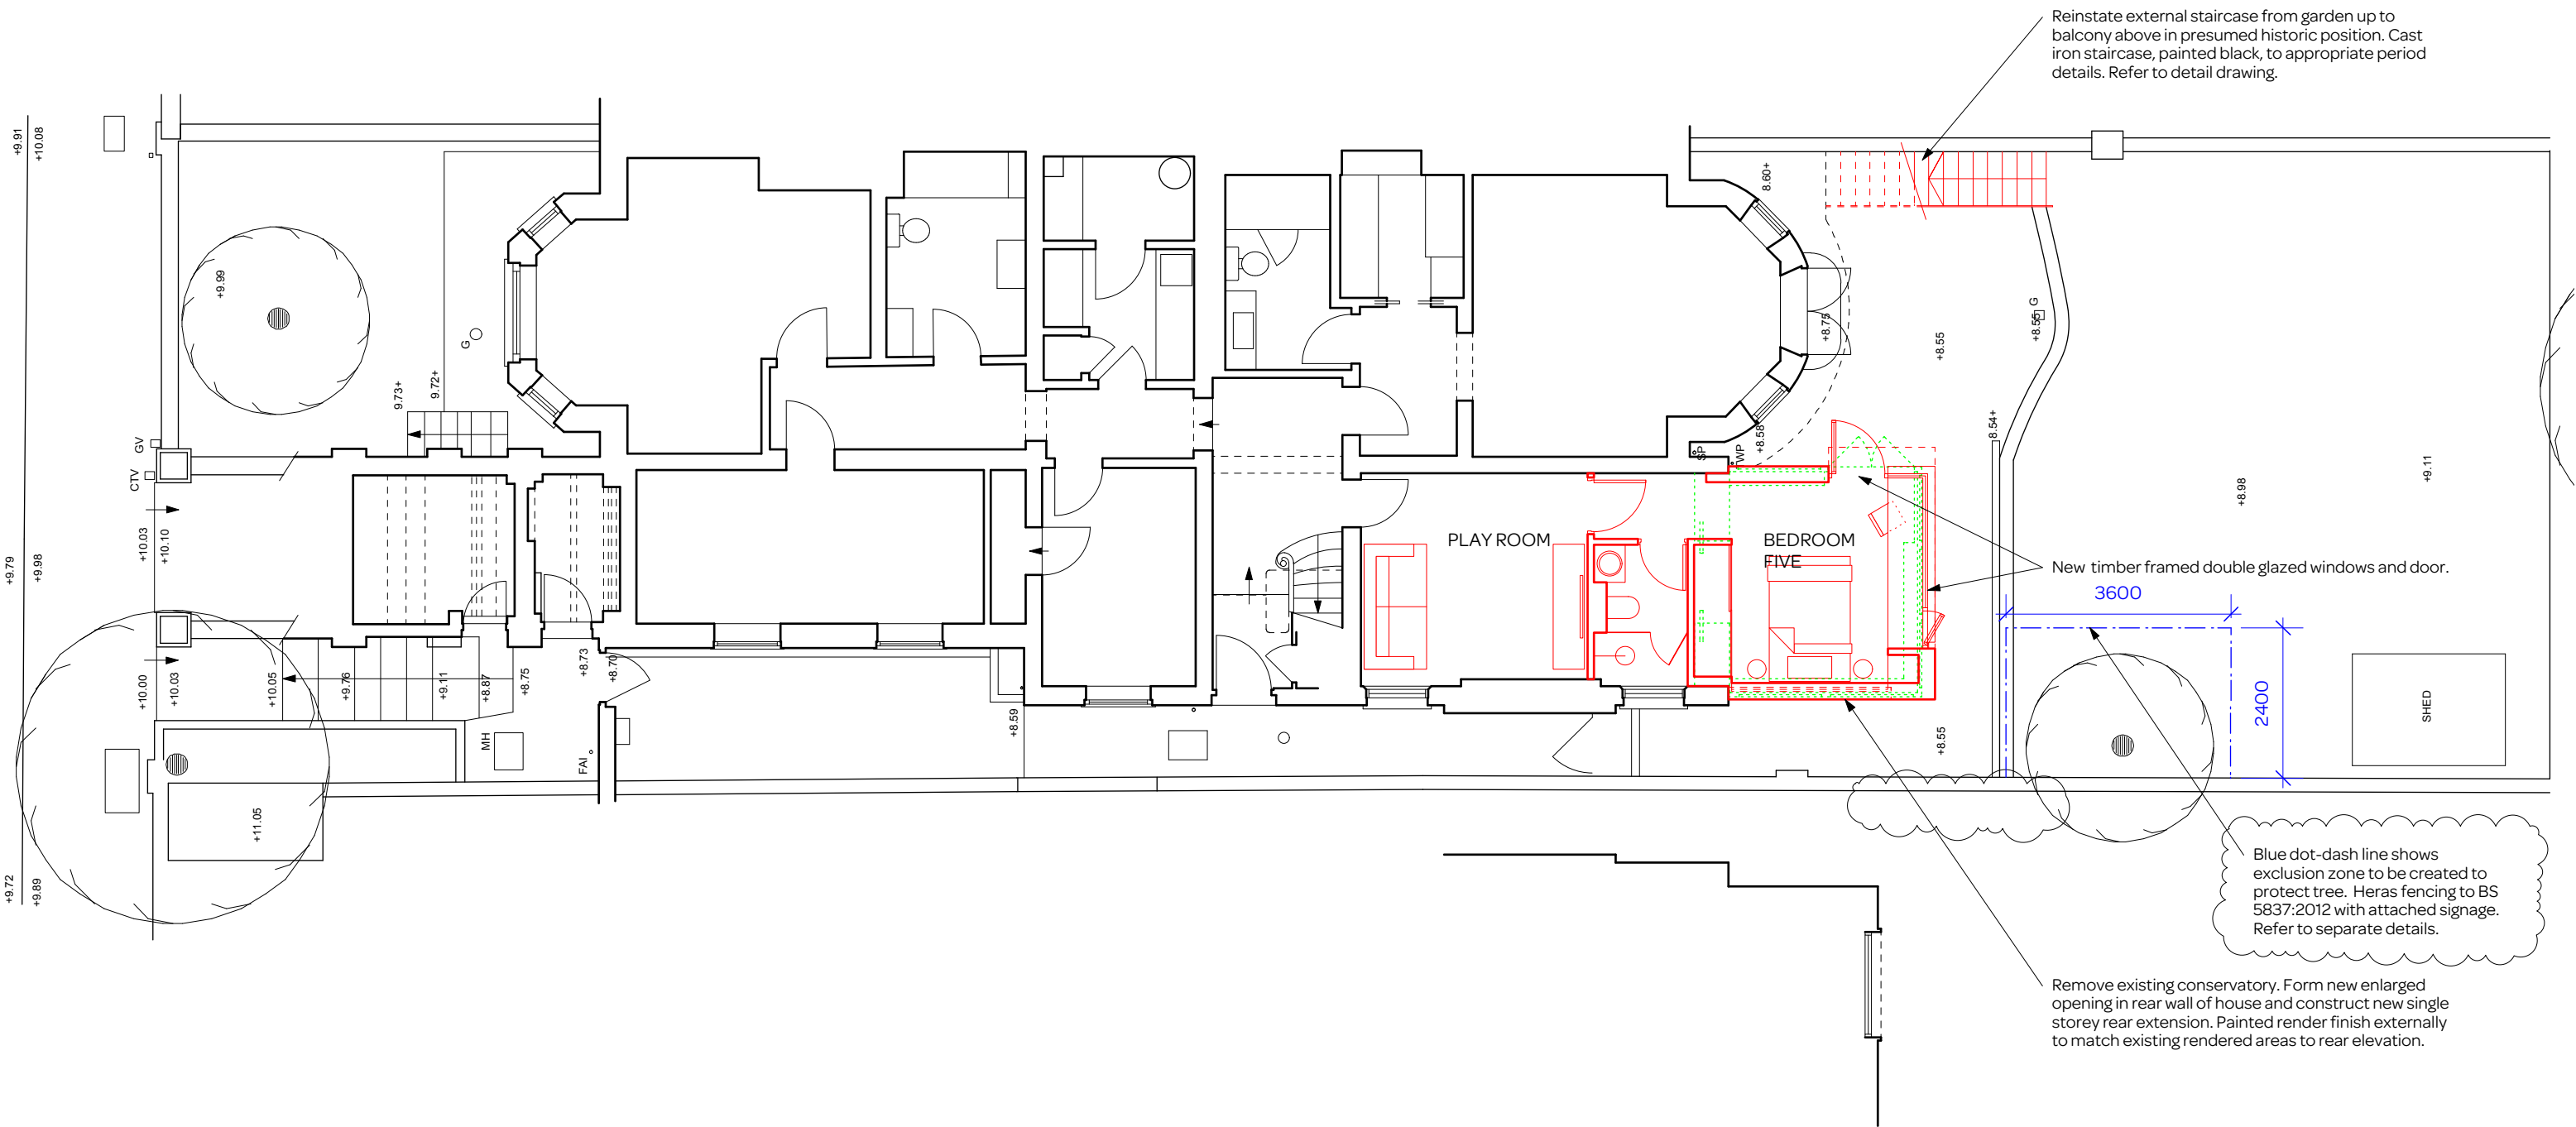 Reinstate external staircase from garden up to
balcony above in presumed historic position. Cast
iron staircase, painted black, to appropriate period
details. Refer to detail drawing.
+9.91
+10.08
8.60+
+9.99
G
9.73+
9.72+
+8.75
+8.55
+8.55
G
8.54+
GV
CTV
SP
TWP
+8.58
+8.98
+9.11
+10.03
+10.10
+9.79
+9.98
PLAY ROOM
BEDROOM
FIVE
New timber framed double glazed windows and door.
3600
2400
SHED
+10.00
+10.03
+10.05
+9.76
+9.11
+8.87
+8.75
+8.73
+8.70
+8.59
+8.55
MH
FAI
+11.05
+9.72
+9.89
Blue dot-dash line shows
exclusion zone to be created to
protect tree. Heras fencing to BS
5837:2012 with attached signage.
Refer to separate details.
Remove existing conservatory. Form new enlarged
opening in rear wall of house and construct new single
storey rear extension. Painted render finish externally
to match existing rendered areas to rear elevation.